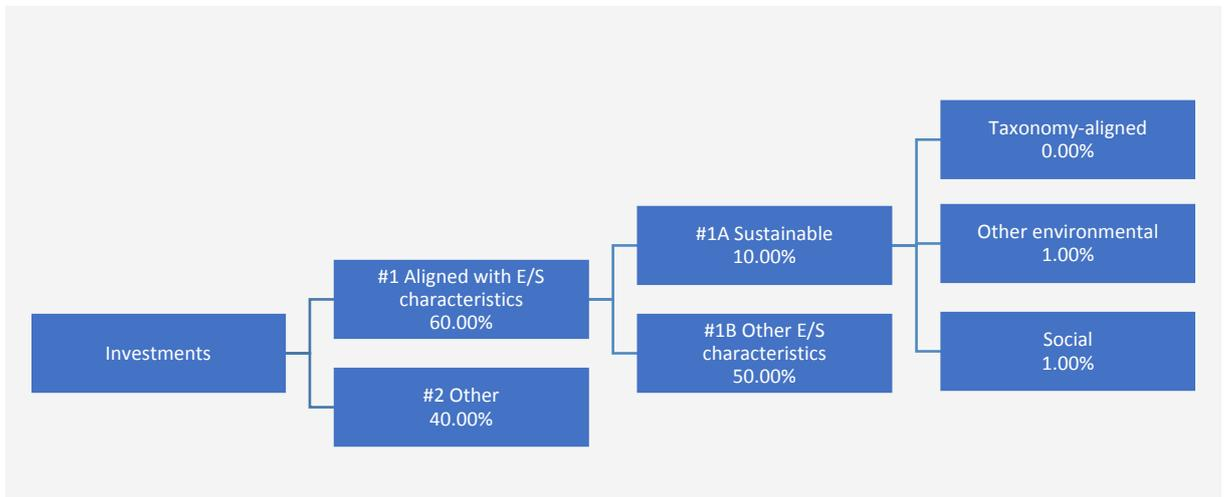 Investments
#1 Aligned with E/S
characteristics
60.00%
#2 Other
40.00%
#1A Sustainable
10.00%
#1B Other E/S
characteristics
50.00%
Taxonomy-aligned
0.00%
Other environmental
1.00%
Social
1.00%